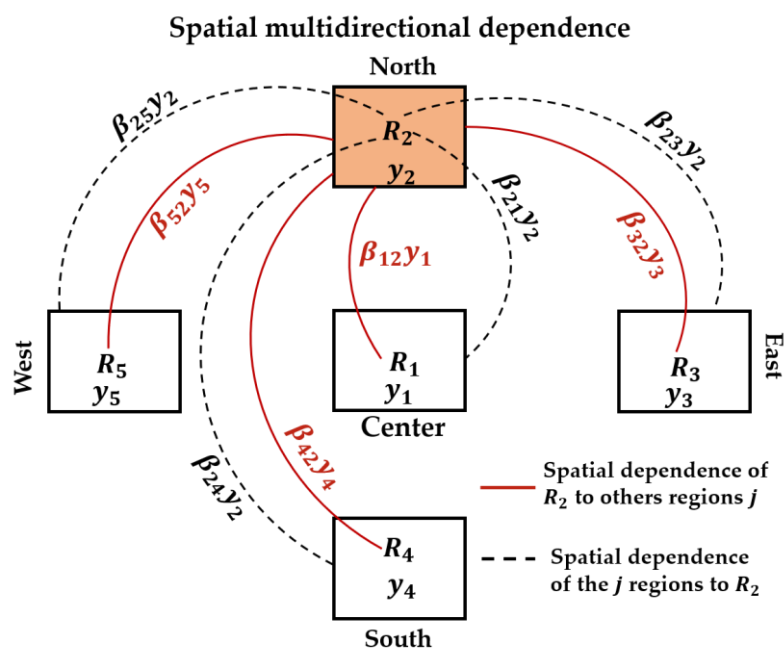 Spatial multidirectional dependence
North
R₂
y₂
β₂₅y₂
β₅₂y₅
β₁₂y₁
β₂₁y₂
β₂₃y₂
β₃₂y₃
West
R₅
y₅
R₁
y₁
Center
R₃
y₃
East
β₂₄y₂
β₄₂y₄
R₄
y₄
South
Spatial dependence of
R₂ to others regions j
Spatial dependence
of the j regions to R₂